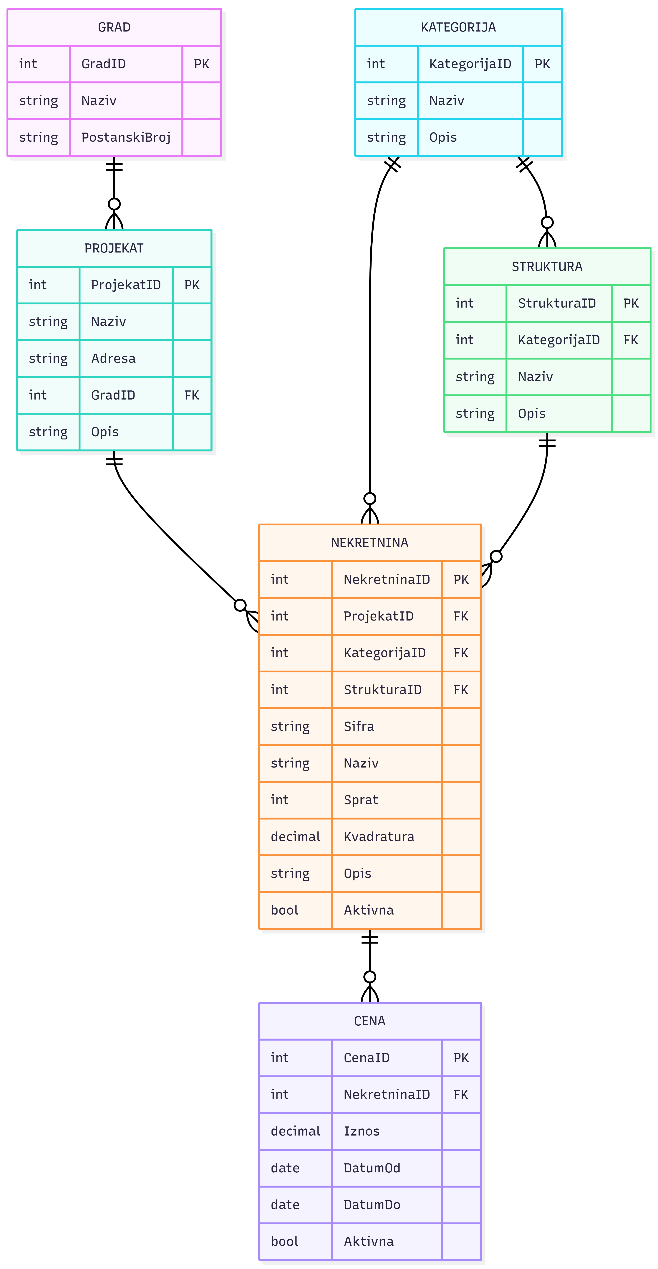 GRAD
int GradID PK
string Naziv
string PostanskiBroj
KATEGORIJA
int KategorijaID PK
string Naziv
string Opis
PROJEKAT
int ProjekatID PK
string Naziv
string Adresa
int GradID FK
string Opis
STRUKTURA
int StrukturaID PK
int KategorijaID FK
string Naziv
string Opis
NEKRETNINA
int NekretninaID PK
int ProjekatID FK
int KategorijaID FK
int StrukturaID FK
string Sifra
string Naziv
int Sprat
decimal Kvadratura
string Opis
bool Aktivna
CENA
int CenaID PK
int NekretninaID FK
decimal Iznos
date DatumOd
date DatumDo
bool Aktivna